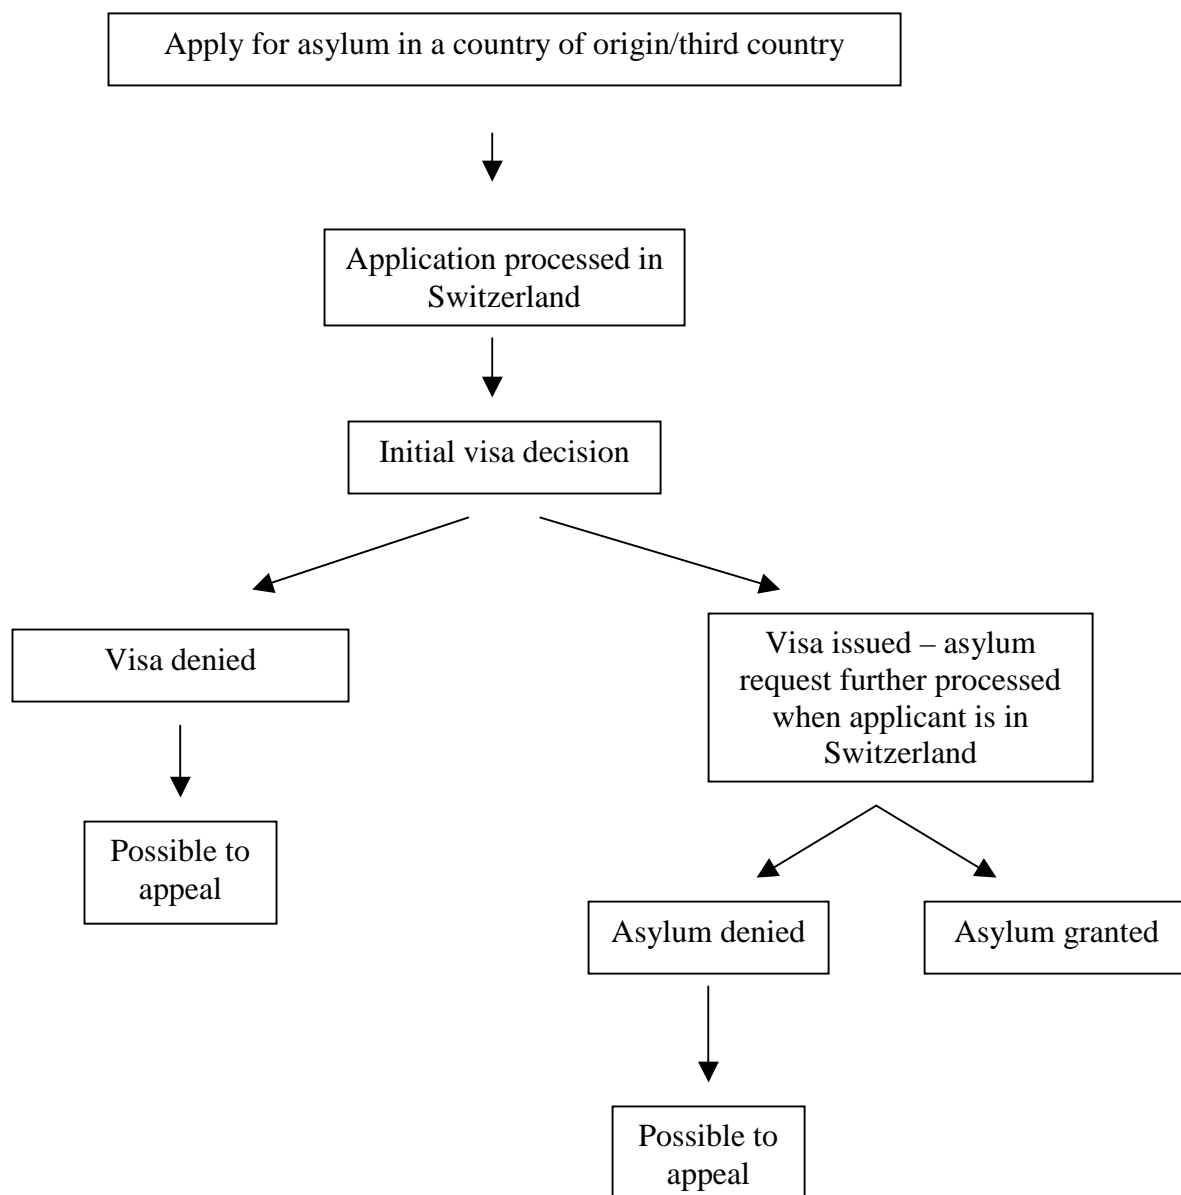 Apply for asylum in a country of origin/third country
Application processed in
Switzerland
Initial visa decision
Visa denied
Visa issued – asylum
request further processed
when applicant is in
Switzerland
Possible to
appeal
Asylum denied
Asylum granted
Possible to
appeal